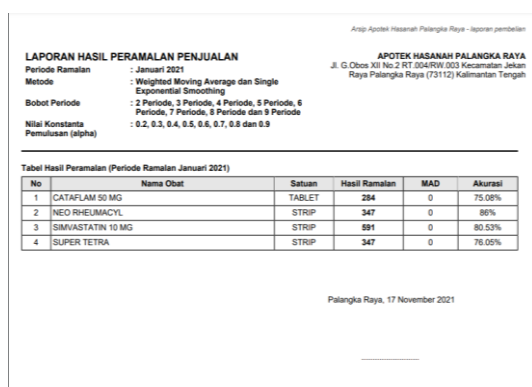 Arsip Apotek Hasanah Palangka Raya - laporan pembelian
LAPORAN HASIL PERAMALAN PENJUALAN
Periode Ramalan : Januari 2021
Metode : Weighted Moving Average dan Single
Exponential Smoothing
Bobot Periode : 2 Periode, 3 Periode, 4 Periode, 5 Periode, 6
Periode, 7 Periode, 8 Periode dan 9 Periode
Nilai Konstanta : 0.2, 0.3, 0.4, 0.5, 0.6, 0.7, 0.8 dan 0.9
Pemulusan (alpha)
APOTEK HASANAH PALANGKA RAYA
Jl. G.Obos XII No.2 RT.004/RW.003 Kecamatan Jekan
Raya Palangka Raya (73112) Kalimantan Tengah
Tabel Hasil Peramalan (Periode Ramalan Januari 2021)
No Nama Obat Satuan Hasil Ramalan MAD Akurasi
1 CATAFLAM 50 MG TABLET 284 0 75.08%
2 NEO RHEUMACYL STRIP 347 0 86%
3 SIMVASTATIN 10 MG STRIP 591 0 80.53%
4 SUPER TETRA STRIP 347 0 76.05%
Palangka Raya, 17 November 2021